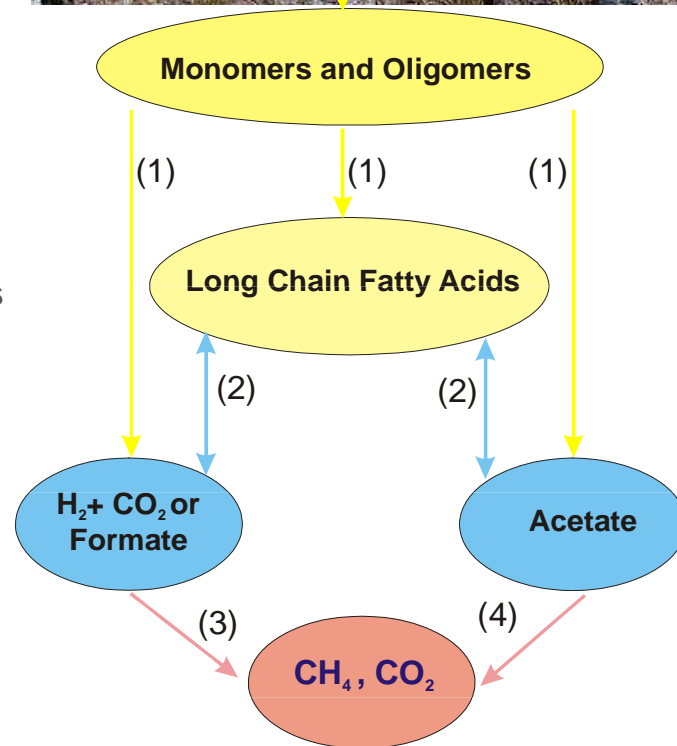 Monomers and Oligomers
(1)
(1)
(1)
Long Chain Fatty Acids
s
(2)
(2)
H₂+ CO₂ or
Formate
Acetate
(3)
(4)
CH₄ , CO₂